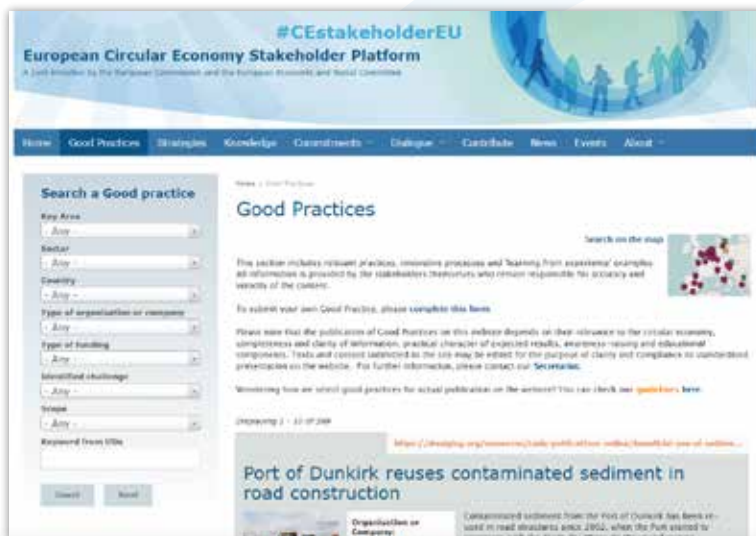 #CEstakeholderEU
European Circular Economy Stakeholder Platform
A joint initiative by the European Commission and the European Economic and Social Committee
Home Good Practices Strategies Knowledge Commitments Dialogue Contribute News Events About
Search a Good practice
Key Area
- Any -
Sector
- Any -
Country
- Any -
Type of organisation or company
- Any -
Type of funding
- Any -
Identified challenge
- Any -
Scope
- Any -
Keyword from title
Search Reset
Home » Good Practices
Good Practices
Search on the map
This section includes relevant practices, innovative processes and 'learning from experience' examples
all information is provided by the stakeholders themselves who remain responsible for accuracy and
veracity of the content.
To submit your own Good Practice, please complete this form.
Please note that the publication of Good Practices on this website depends on their relevance to the circular economy,
completeness and clarity of information, practical character of expected results, awareness-raising and educational
components. Texts and content submitted to the site may be edited for the purpose of clarity and compliance to standardised
presentation on the website. For further information, please contact our Secretariat.
Wondering how we select good practices for actual publication on the website? You can check our guidelines here.
Displaying 1 - 10 of
Port of Dunkirk reuses contaminated sediment in
road construction
Organisation or
Company:
Contaminated sediment from the Port of Dunkirk has been re-
used in road structures since 2002, when the Port started to